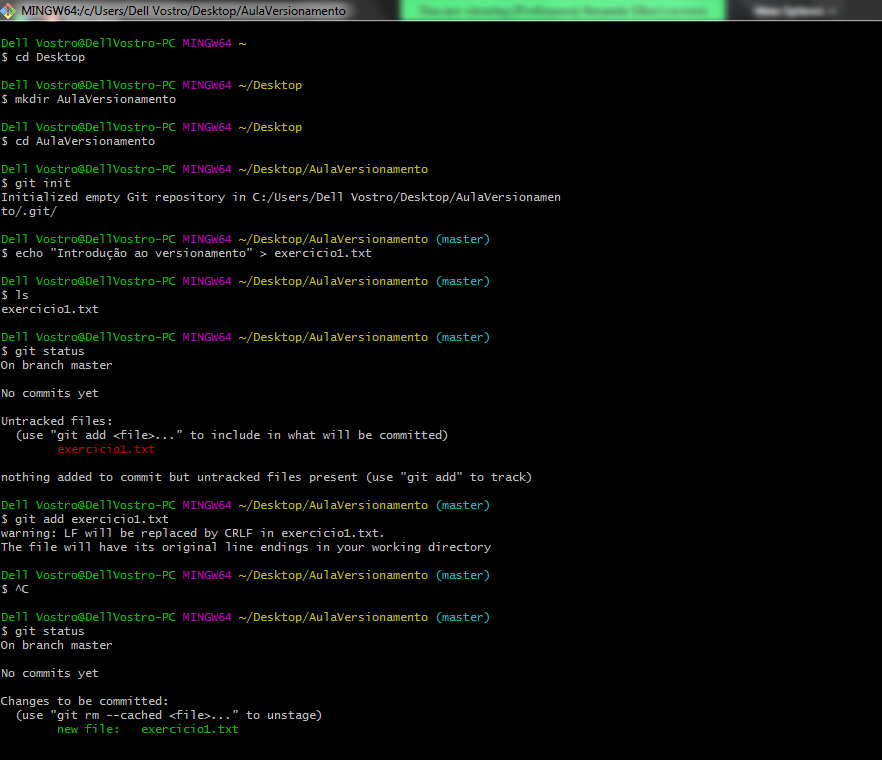 MINGW64:/c/Users/Dell Vostro/Desktop/AulaVersionamento
Dell Vostro@DellVostro-PC MINGW64 ~
$ cd Desktop
Dell Vostro@DellVostro-PC MINGW64 ~/Desktop
$ mkdir AulaVersionamento
Dell Vostro@DellVostro-PC MINGW64 ~/Desktop
$ cd AulaVersionamento
Dell Vostro@DellVostro-PC MINGW64 ~/Desktop/AulaVersionamento
$ git init
Initialized empty Git repository in C:/Users/Dell Vostro/Desktop/AulaVersionamen
to/.git/
Dell Vostro@DellVostro-PC MINGW64 ~/Desktop/AulaVersionamento (master)
$ echo "Introdução ao versionamento" > exercicio1.txt
Dell Vostro@DellVostro-PC MINGW64 ~/Desktop/AulaVersionamento (master)
$ ls
exercicio1.txt
Dell Vostro@DellVostro-PC MINGW64 ~/Desktop/AulaVersionamento (master)
$ git status
On branch master
No commits yet
Untracked files:
(use "git add <file>..." to include in what will be committed)
exercicio1.txt
nothing added to commit but untracked files present (use "git add" to track)
Dell Vostro@DellVostro-PC MINGW64 ~/Desktop/AulaVersionamento (master)
$ git add exercicio1.txt
warning: LF will be replaced by CRLF in exercicio1.txt.
The file will have its original line endings in your working directory
Dell Vostro@DellVostro-PC MINGW64 ~/Desktop/AulaVersionamento (master)
$ ^C
Dell Vostro@DellVostro-PC MINGW64 ~/Desktop/AulaVersionamento (master)
$ git status
On branch master
No commits yet
Changes to be committed:
(use "git rm --cached <file>..." to unstage)
new file:   exercicio1.txt